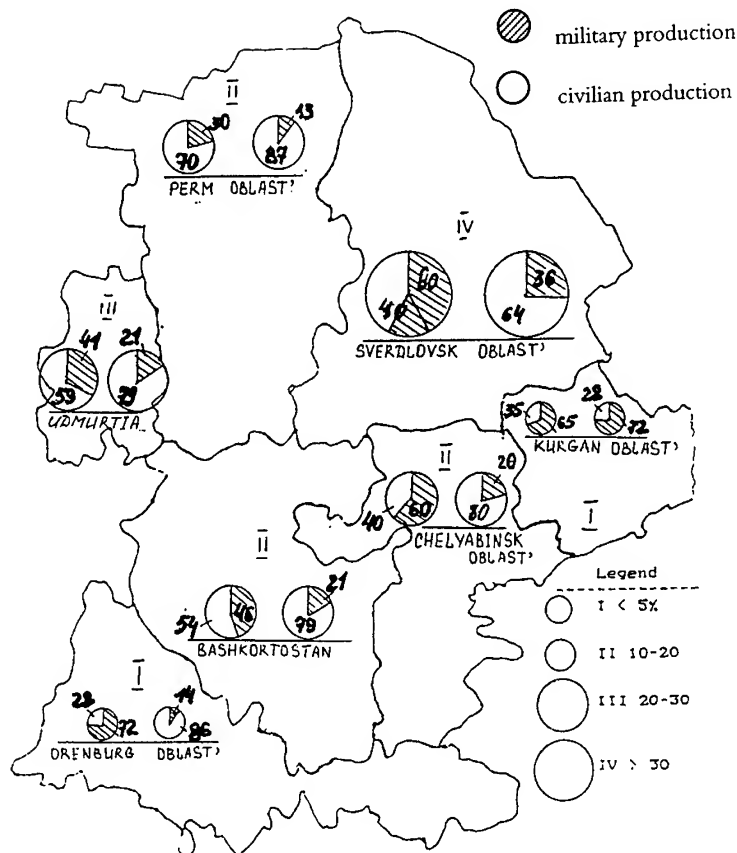 military production
civilian production
II
30
13
70
87
PERM OBLAST'
IV
60
36
40
64
SVERDLOVSK OBLAST'
III
41
21
59
79
UDMURTIA
35
65
28
72
KURGAN OBLAST'
I
II
20
40
60
80
CHELYABINSK
OBLAST'
II
21
54
46
79
BASHKORTOSTAN
I
28
72
14
86
ORENBURG OBLAST'
Legend
I < 5%
II 10-20
III 20-30
IV > 30